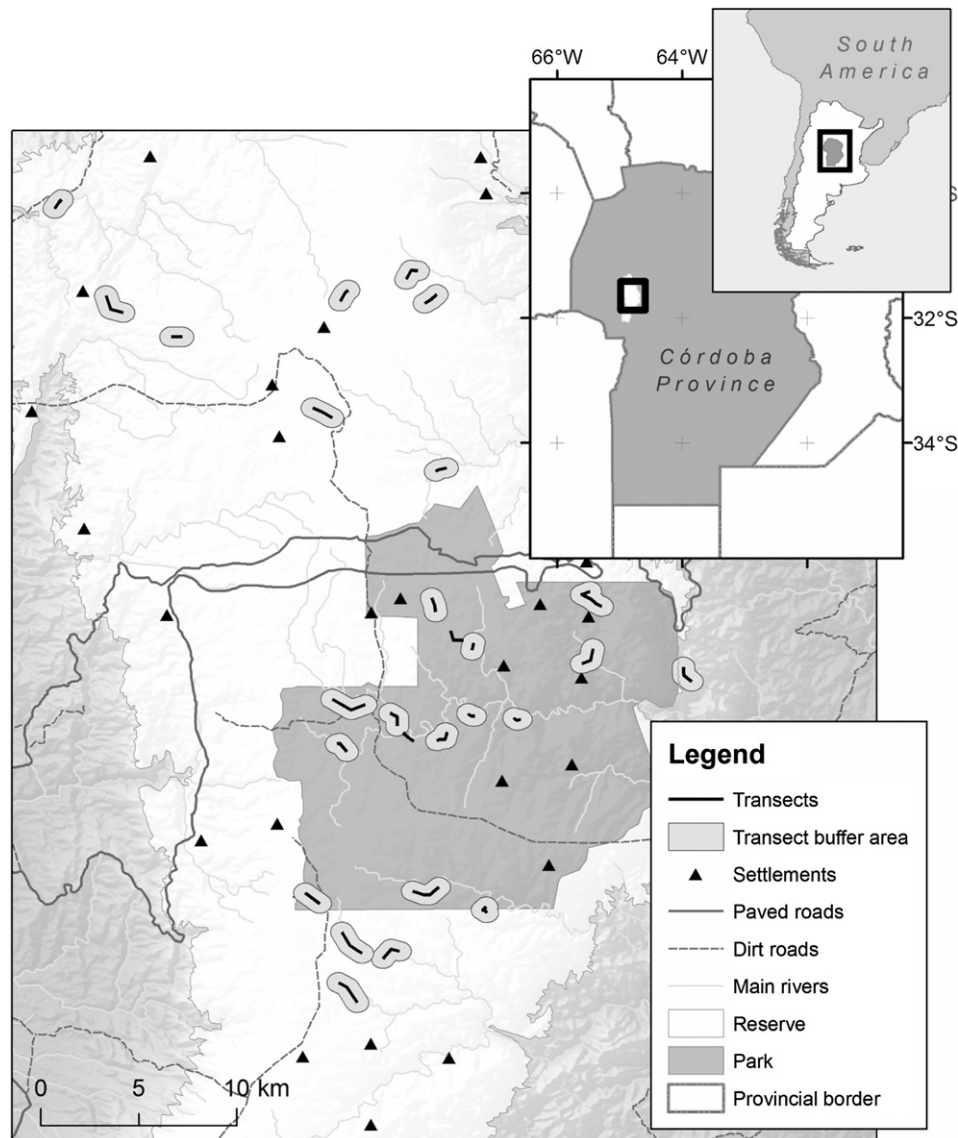 66°W 64°W
South
America
S
32°S
Córdoba
Province
34°S
Legend
Transects
Transect buffer area
Settlements
Paved roads
Dirt roads
Main rivers
Reserve
Park
Provincial border
0 5 10 km